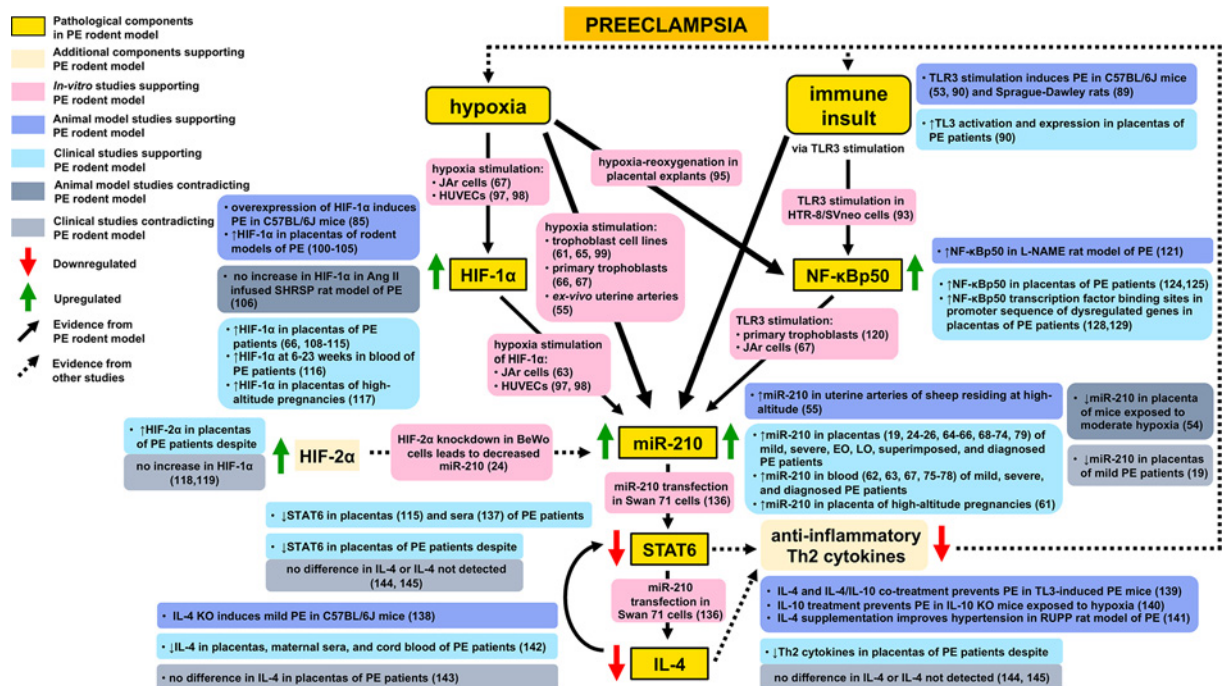 PREECLAMPSIA
Pathological components
in PE rodent model
Additional components supporting
PE rodent model
In-vitro studies supporting
PE rodent model
Animal model studies supporting
PE rodent model
Clinical studies supporting
PE rodent model
Animal model studies contradicting
PE rodent model
Clinical studies contradicting
PE rodent model
Downregulated
Upregulated
Evidence from
PE rodent model
Evidence from
other studies
hypoxia
immune
insult
via TLR3 stimulation
• TLR3 stimulation induces PE in C57BL/6J mice
(53, 90) and Sprague-Dawley rats (89)
• ↑TL3 activation and expression in placentas of
PE patients (90)
hypoxia stimulation:
• JAr cells (67)
• HUVECs (97, 98)
hypoxia-reoxygenation in
placental explants (95)
TLR3 stimulation in
HTR-8/SVneo cells (93)
• overexpression of HIF-1α induces
PE in C57BL/6J mice (85)
• ↑HIF-1α in placentas of rodent
models of PE (100-105)
• no increase in HIF-1α in Ang II
infused SHRSP rat model of PE
(106)
• ↑HIF-1α in placentas of PE
patients (66, 108-115)
• ↑HIF-1α at 6-23 weeks in blood of
PE patients (116)
• ↑HIF-1α in placentas of high-
altitude pregnancies (117)
HIF-1α
hypoxia stimulation:
• trophoblast cell lines
(61, 65, 99)
• primary trophoblasts
(66, 67)
• ex-vivo uterine arteries
(55)
NF-κBp50
• ↑NF-κBp50 in L-NAME rat model of PE (121)
• ↑NF-κBp50 in placentas of PE patients (124,125)
• ↑NF-κBp50 transcription factor binding sites in
promoter sequence of dysregulated genes in
placentas of PE patients (128,129)
hypoxia stimulation
of HIF-1α:
• JAr cells (63)
• HUVECs (97, 98)
TLR3 stimulation:
• primary trophoblasts (120)
• JAr cells (67)
• ↑HIF-2α in placentas
of PE patients despite
no increase in HIF-1α
(118,119)
HIF-2α
HIF-2α knockdown in BeWo
cells leads to decreased
miR-210 (24)
miR-210
• ↑miR-210 in uterine arteries of sheep residing at high-
altitude (55)
• ↑miR-210 in placentas (19, 24-26, 64-66, 68-74, 79) of
mild, severe, EO, LO, superimposed, and diagnosed
PE patients
• ↑miR-210 in blood (62, 63, 67, 75-78) of mild, severe,
and diagnosed PE patients
• ↑miR-210 in placenta of high-altitude pregnancies (61)
• ↓miR-210 in placenta
of mice exposed to
moderate hypoxia (54)
• ↓miR-210 in placentas
of mild PE patients (19)
miR-210 transfection
in Swan 71 cells (136)
• ↓STAT6 in placentas (115) and sera (137) of PE patients
• ↓STAT6 in placentas of PE patients despite
no difference in IL-4 or IL-4 not detected
(144, 145)
STAT6
anti-inflammatory
Th2 cytokines
miR-210
transfection in
Swan 71 cells (136)
• IL-4 KO induces mild PE in C57BL/6J mice (138)
• ↓IL-4 in placentas, maternal sera, and cord blood of PE patients (142)
• no difference in IL-4 in placentas of PE patients (143)
IL-4
• IL-4 and IL-4/IL-10 co-treatment prevents PE in TL3-induced PE mice (139)
• IL-10 treatment prevents PE in IL-10 KO mice exposed to hypoxia (140)
• IL-4 supplementation improves hypertension in RUPP rat model of PE (141)
• ↓Th2 cytokines in placentas of PE patients despite
no difference in IL-4 or IL-4 not detected (144, 145)